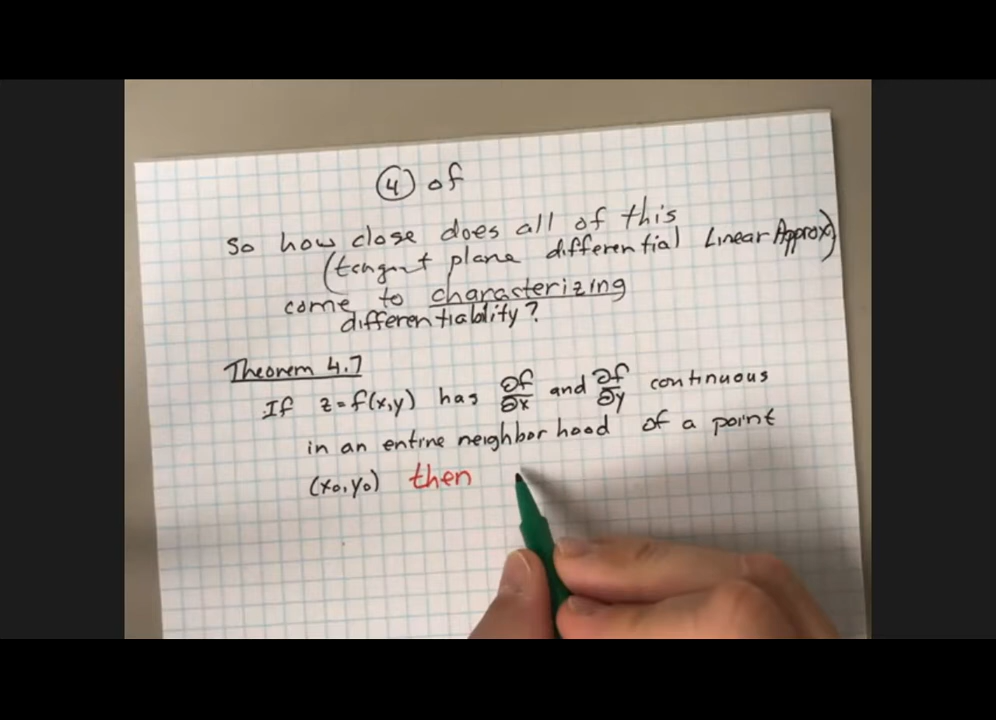 ④ of
So how close does all of this
(tangent plane differential Linear Approx)
come to characterizing
differentiablity?
Theorem 4.7
If z = f(x,y) has ∂f/∂x and ∂f/∂y continuous
in an entire neighborhood of a point
(x₀,y₀) then